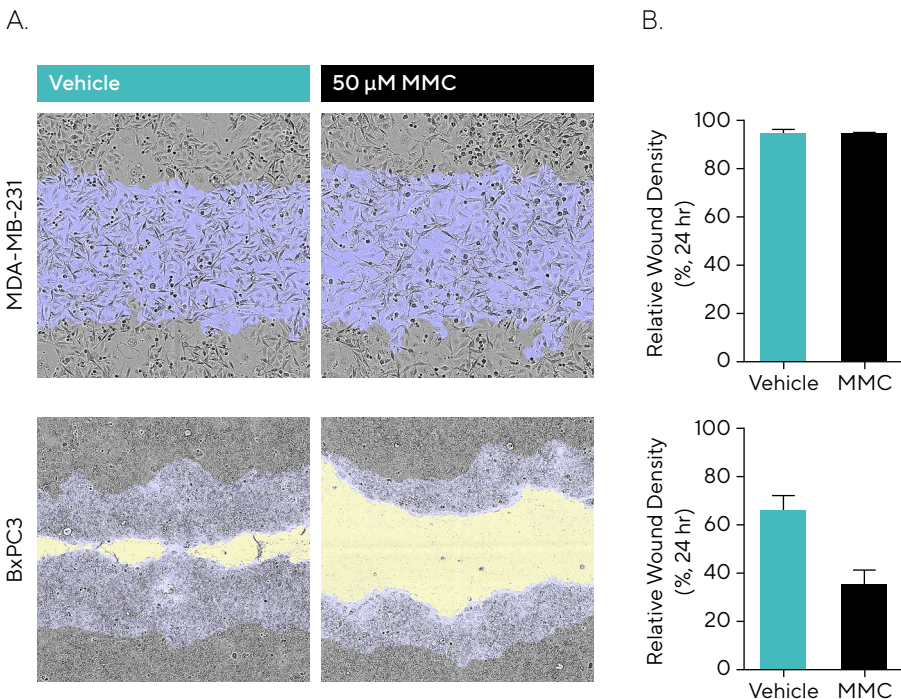 A.
B.
Vehicle
50 µM MMC
MDA-MB-231
BxPC3
Relative Wound Density
(%, 24 hr)
100
80
60
40
20
0
Vehicle
MMC
Relative Wound Density
(%, 24 hr)
100
80
60
40
20
0
Vehicle
MMC